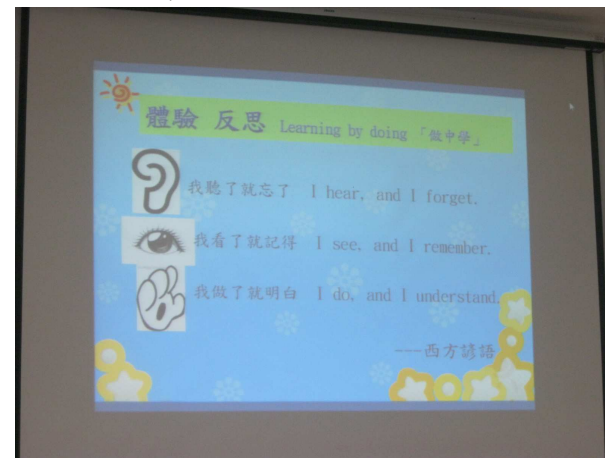 體驗 反思 Learning by doing 「做中學」
我聽了就忘了 I hear, and I forget.
我看了就記得 I see, and I remember.
我做了就明白 I do, and I understand.
---西方諺語